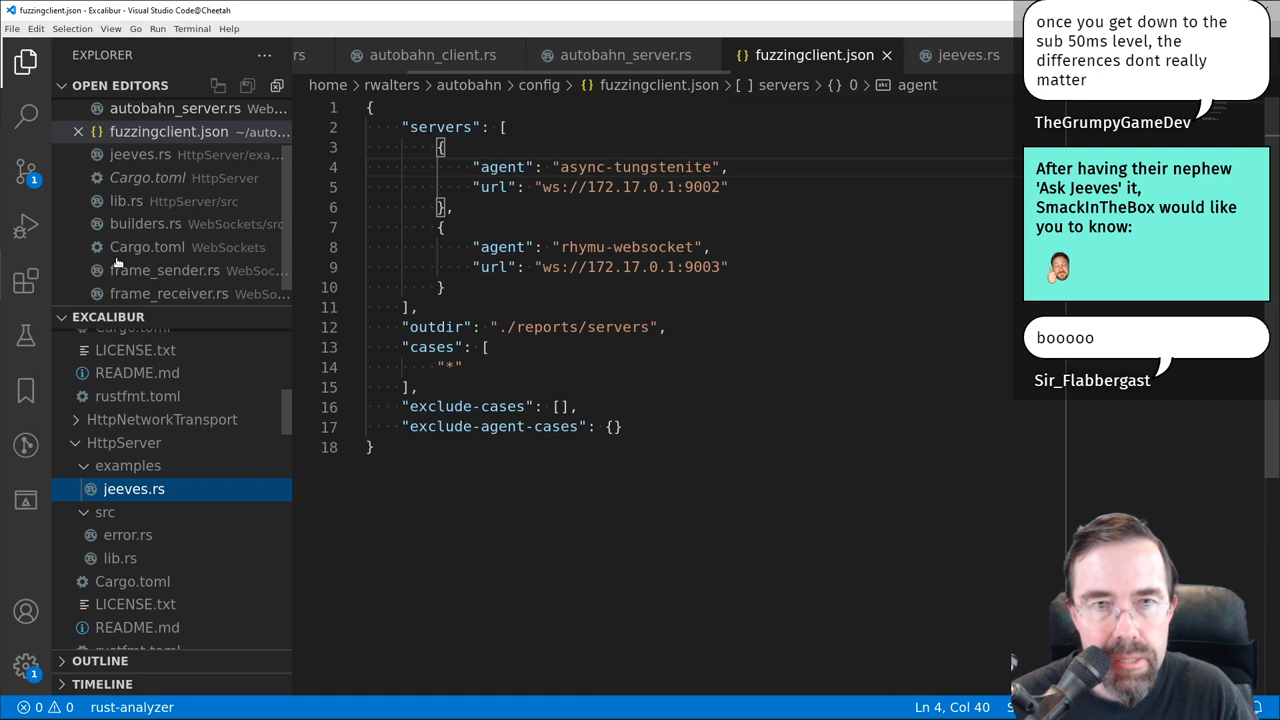 fuzzingclient.json - Excalibur - Visual Studio Code@Cheetah
File Edit Selection View Go Run Terminal Help
EXPLORER
rs
autobahn_client.rs
autobahn_server.rs
fuzzingclient.json
jeeves.rs
OPEN EDITORS
home rwalters autobahn config fuzzingclient.json [ ] servers {} 0 agent
autobahn_server.rs Web...
fuzzingclient.json ~/auto...
jeeves.rs HttpServer/exa...
Cargo.toml HttpServer
lib.rs HttpServer/src
builders.rs WebSockets/src
Cargo.toml WebSockets
frame_sender.rs WebSoc...
frame_receiver.rs WebSo...
EXCALIBUR
Cargo.toml
LICENSE.txt
README.md
rustfmt.toml
HttpNetworkTransport
HttpServer
examples
jeeves.rs
src
error.rs
lib.rs
Cargo.toml
LICENSE.txt
README.md
rustfmt.toml
OUTLINE
TIMELINE
1 {
2 "servers": [
3 {
4 "agent": "async-tungstenite",
5 "url": "ws://172.17.0.1:9002"
6 },
7 {
8 "agent": "rhymu-websocket",
9 "url": "ws://172.17.0.1:9003"
10 }
11 ],
12 "outdir": "./reports/servers",
13 "cases": [
14 "*"
15 ],
16 "exclude-cases": [],
17 "exclude-agent-cases": {}
18 }
once you get down to the
sub 50ms level, the
differences dont really
matter
TheGrumpyGameDev
After having their nephew
'Ask Jeeves' it,
SmackInTheBox would like
you to know:
booooo
Sir_Flabbergast
1
1
0 0 rust-analyzer
Ln 4, Col 40